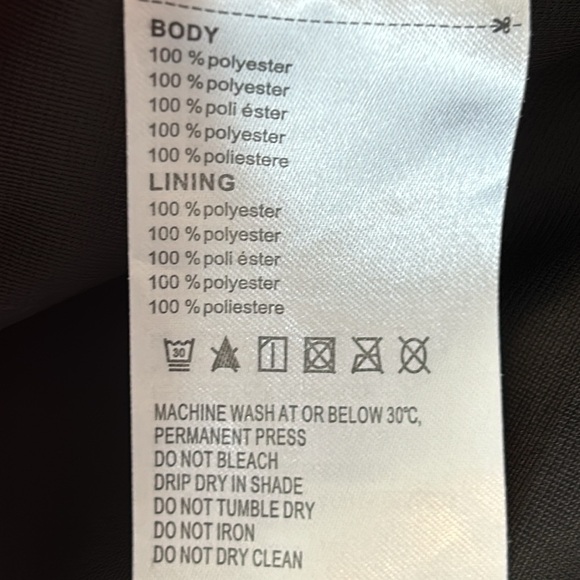 BODY
100 % polyester
100 % polyester
100 % poli éster
100 % polyester
100 % poliestere
LINING
100 % polyester
100 % polyester
100 % poli éster
100 % polyester
100 % poliestere
30
MACHINE WASH AT OR BELOW 30℃,
PERMANENT PRESS
DO NOT BLEACH
DRIP DRY IN SHADE
DO NOT TUMBLE DRY
DO NOT IRON
DO NOT DRY CLEAN